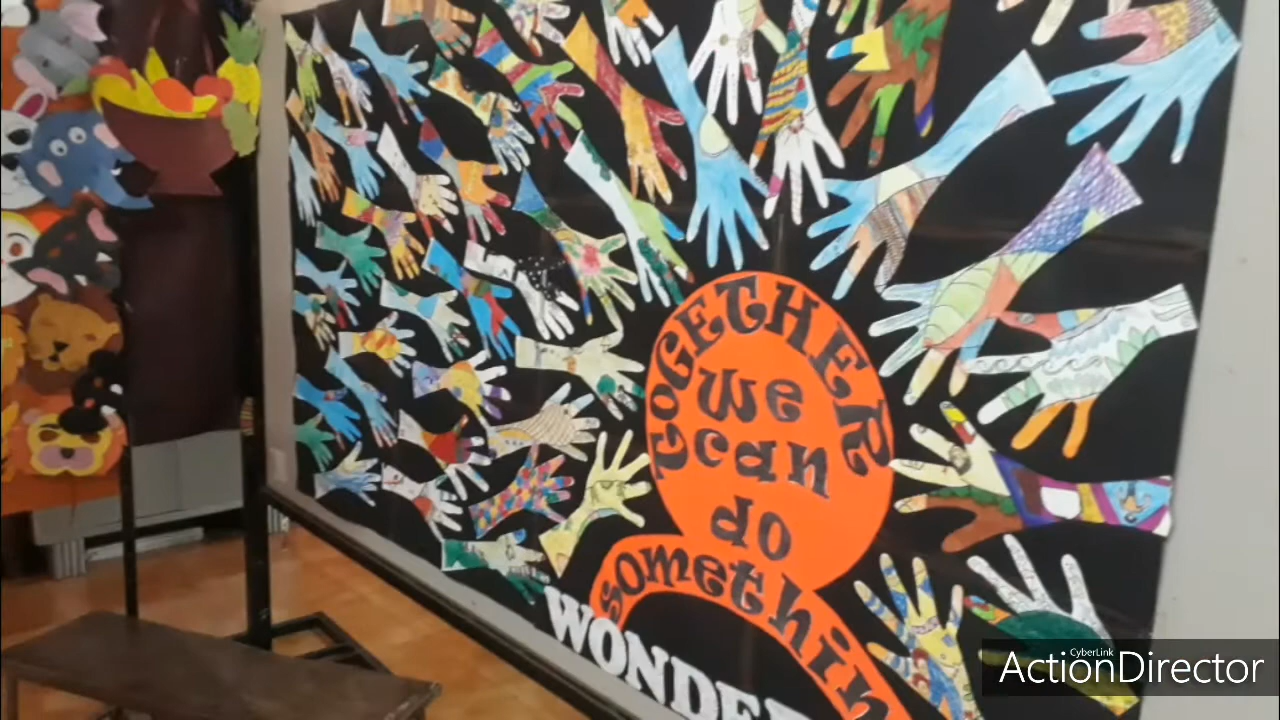 TOGETHER
we
can
do
somethin
WONDE
CyberLink
ActionDirector